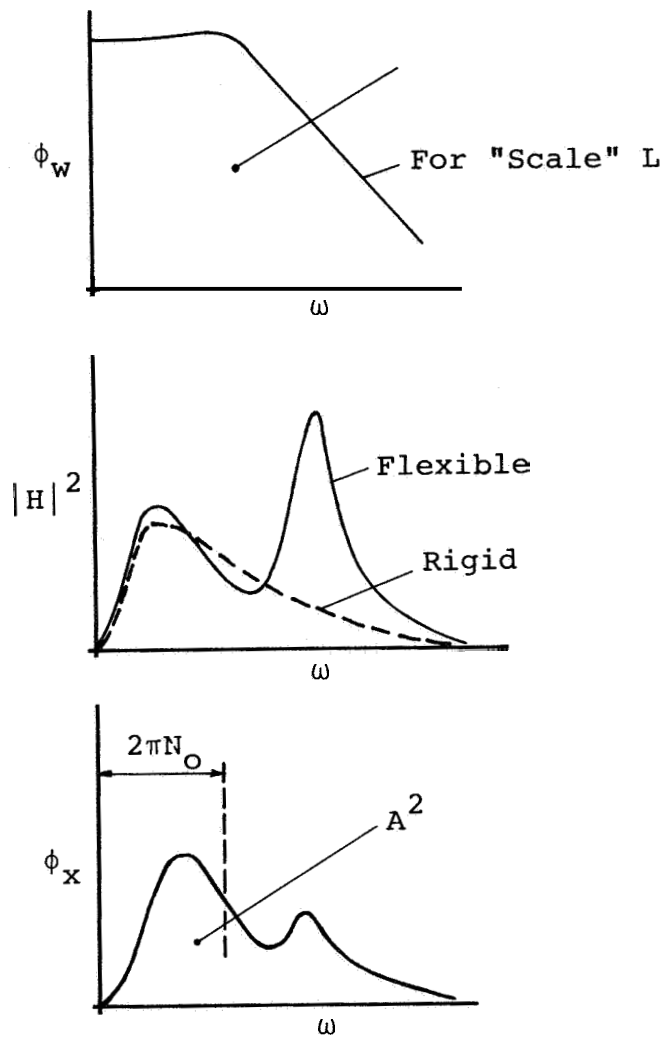 ϕw
For "Scale" L
ω
|H|²
Flexible
Rigid
ω
2πNo
A²
ϕx
ω